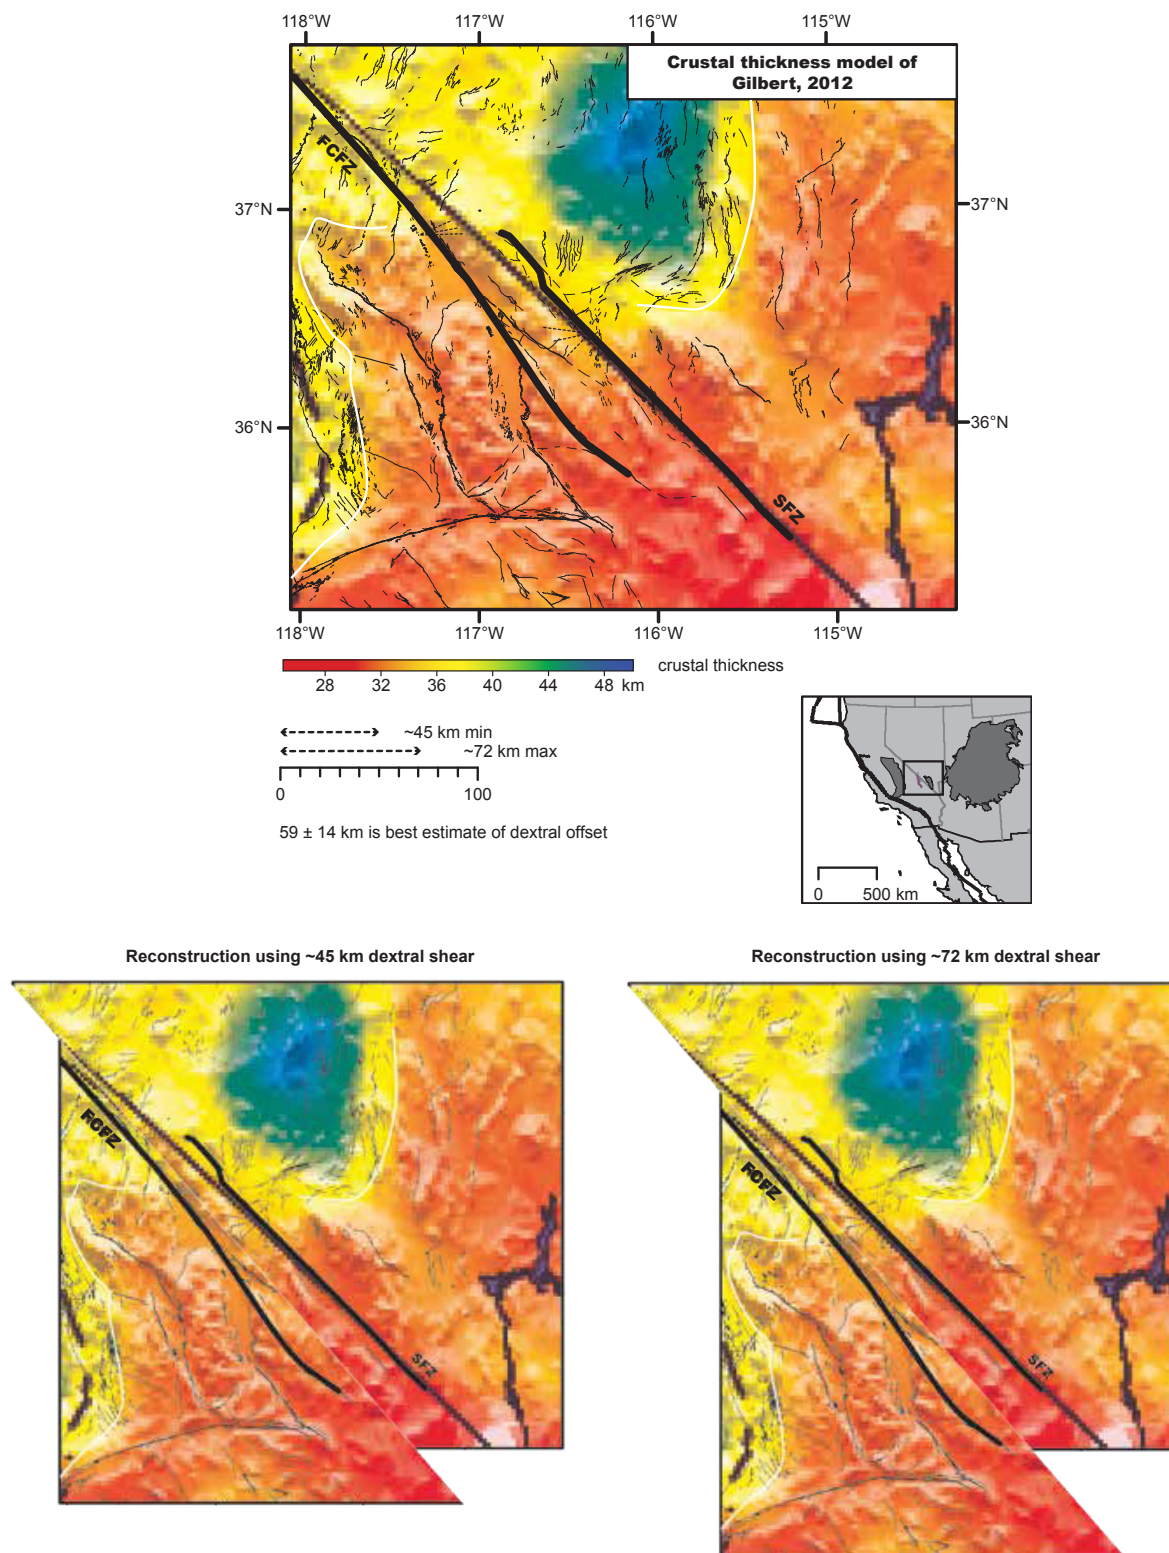 118°W 117°W 116°W 115°W
Crustal thickness model of
Gilbert, 2012
FCFZ
37°N 37°N
36°N 36°N
SFZ
118°W 117°W 116°W 115°W
crustal thickness
28 32 36 40 44 48 km
~45 km min
~72 km max
0 100
59 ± 14 km is best estimate of dextral offset
0 500 km
Reconstruction using ~45 km dextral shear
Reconstruction using ~72 km dextral shear
FCFZ
SFZ
FCFZ
SFZ